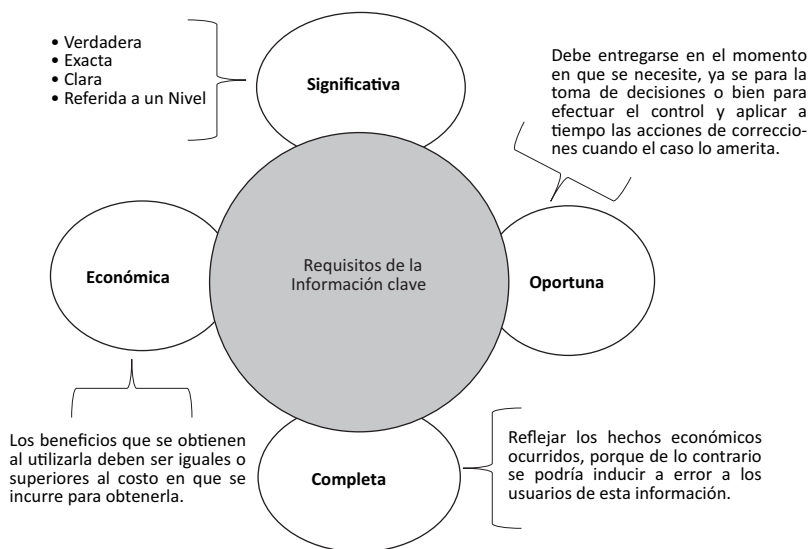 • Verdadera
• Exacta
• Clara
• Referida a un Nivel
Significativa
Debe entregarse en el momento
en que se necesite, ya se para la
toma de decisiones o bien para
efectuar el control y aplicar a
tiempo las acciones de correccio-
nes cuando el caso lo amerita.
Económica
Requisitos de la
Información clave
Oportuna
Los beneficios que se obtienen
al utilizarla deben ser iguales o
superiores al costo en que se
incurre para obtenerla.
Completa
Reflejar los hechos económicos
ocurridos, porque de lo contrario
se podría inducir a error a los
usuarios de esta información.